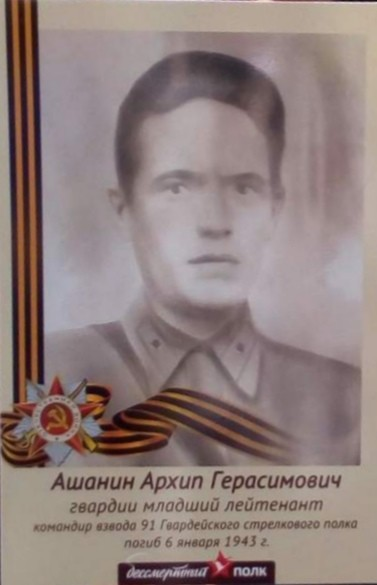 Ашанин Архип Герасимович
гвардии младший лейтенант
командир взвода 91 Гвардейского стрелкового полка
погиб 6 января 1943 г.
бессмертный полк